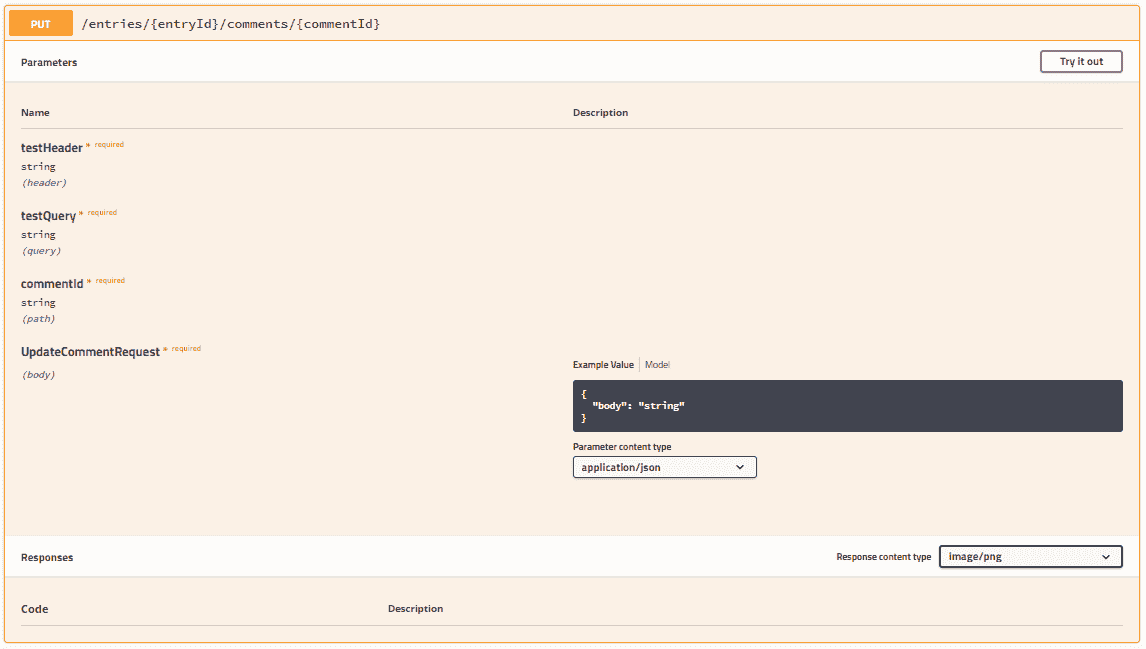 PUT /entries/{entryId}/comments/{commentId}
Parameters Try it out
Name Description
testHeader * required
string
(header)
testQuery * required
string
(query)
commentId * required
string
(path)
UpdateCommentRequest * required
(body)
Example Value Model
{
"body": "string"
}
Parameter content type
application/json
Responses Response content type image/png
Code Description